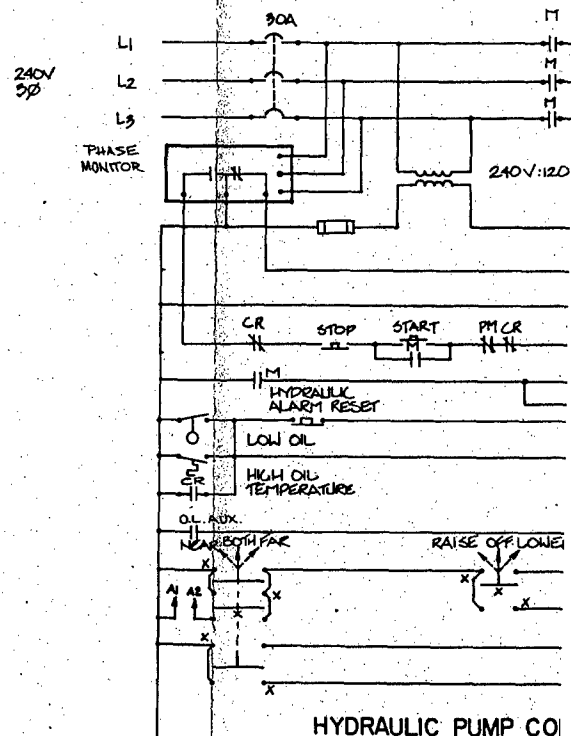 30A
M
L1
M
240V
3Ø
L2
M
L3
PHASE
MONITOR
240V:120
CR
STOP
START
M
PM CR
M
HYDRAULIC
ALARM RESET
LOW OIL
HIGH OIL
TEMPERATURE
CR
O.L. AUX.
NEAR BOTH FAR
RAISE OFF LOWER
X
X
A1
A2
X
X
X
X
X
X
X
HYDRAULIC PUMP CO